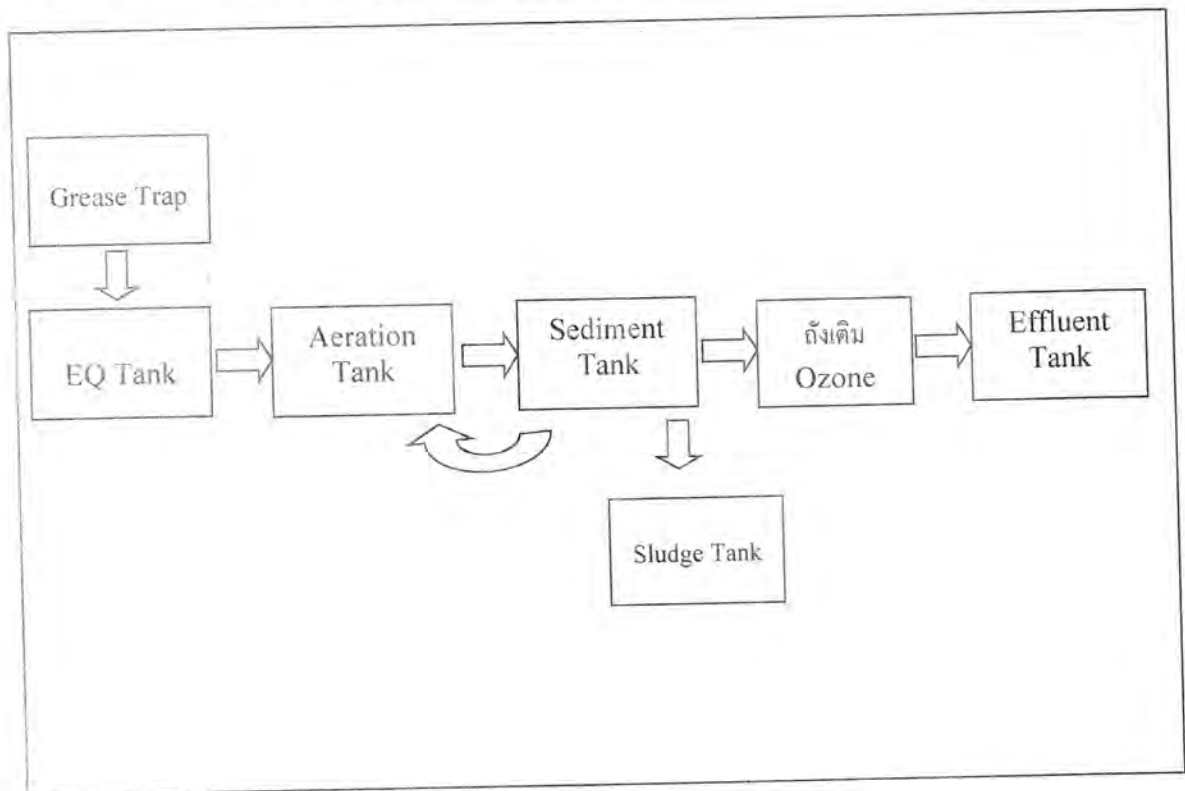 Grease Trap
EQ Tank
Aeration
Tank
Sediment
Tank
ถังเติม
Ozone
Effluent
Tank
Sludge Tank